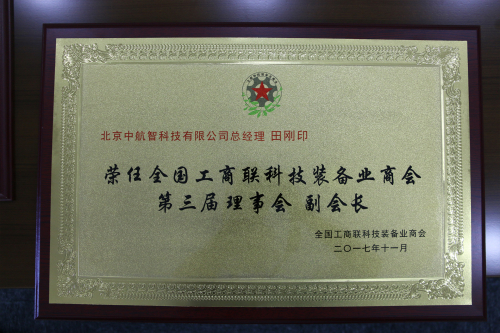 北京中航智科技有限公司总经理 田刚印
荣任全国工商联科技装备业商会
第三届理事会 副会长
全国工商联科技装备业商会
二〇一七年十一月